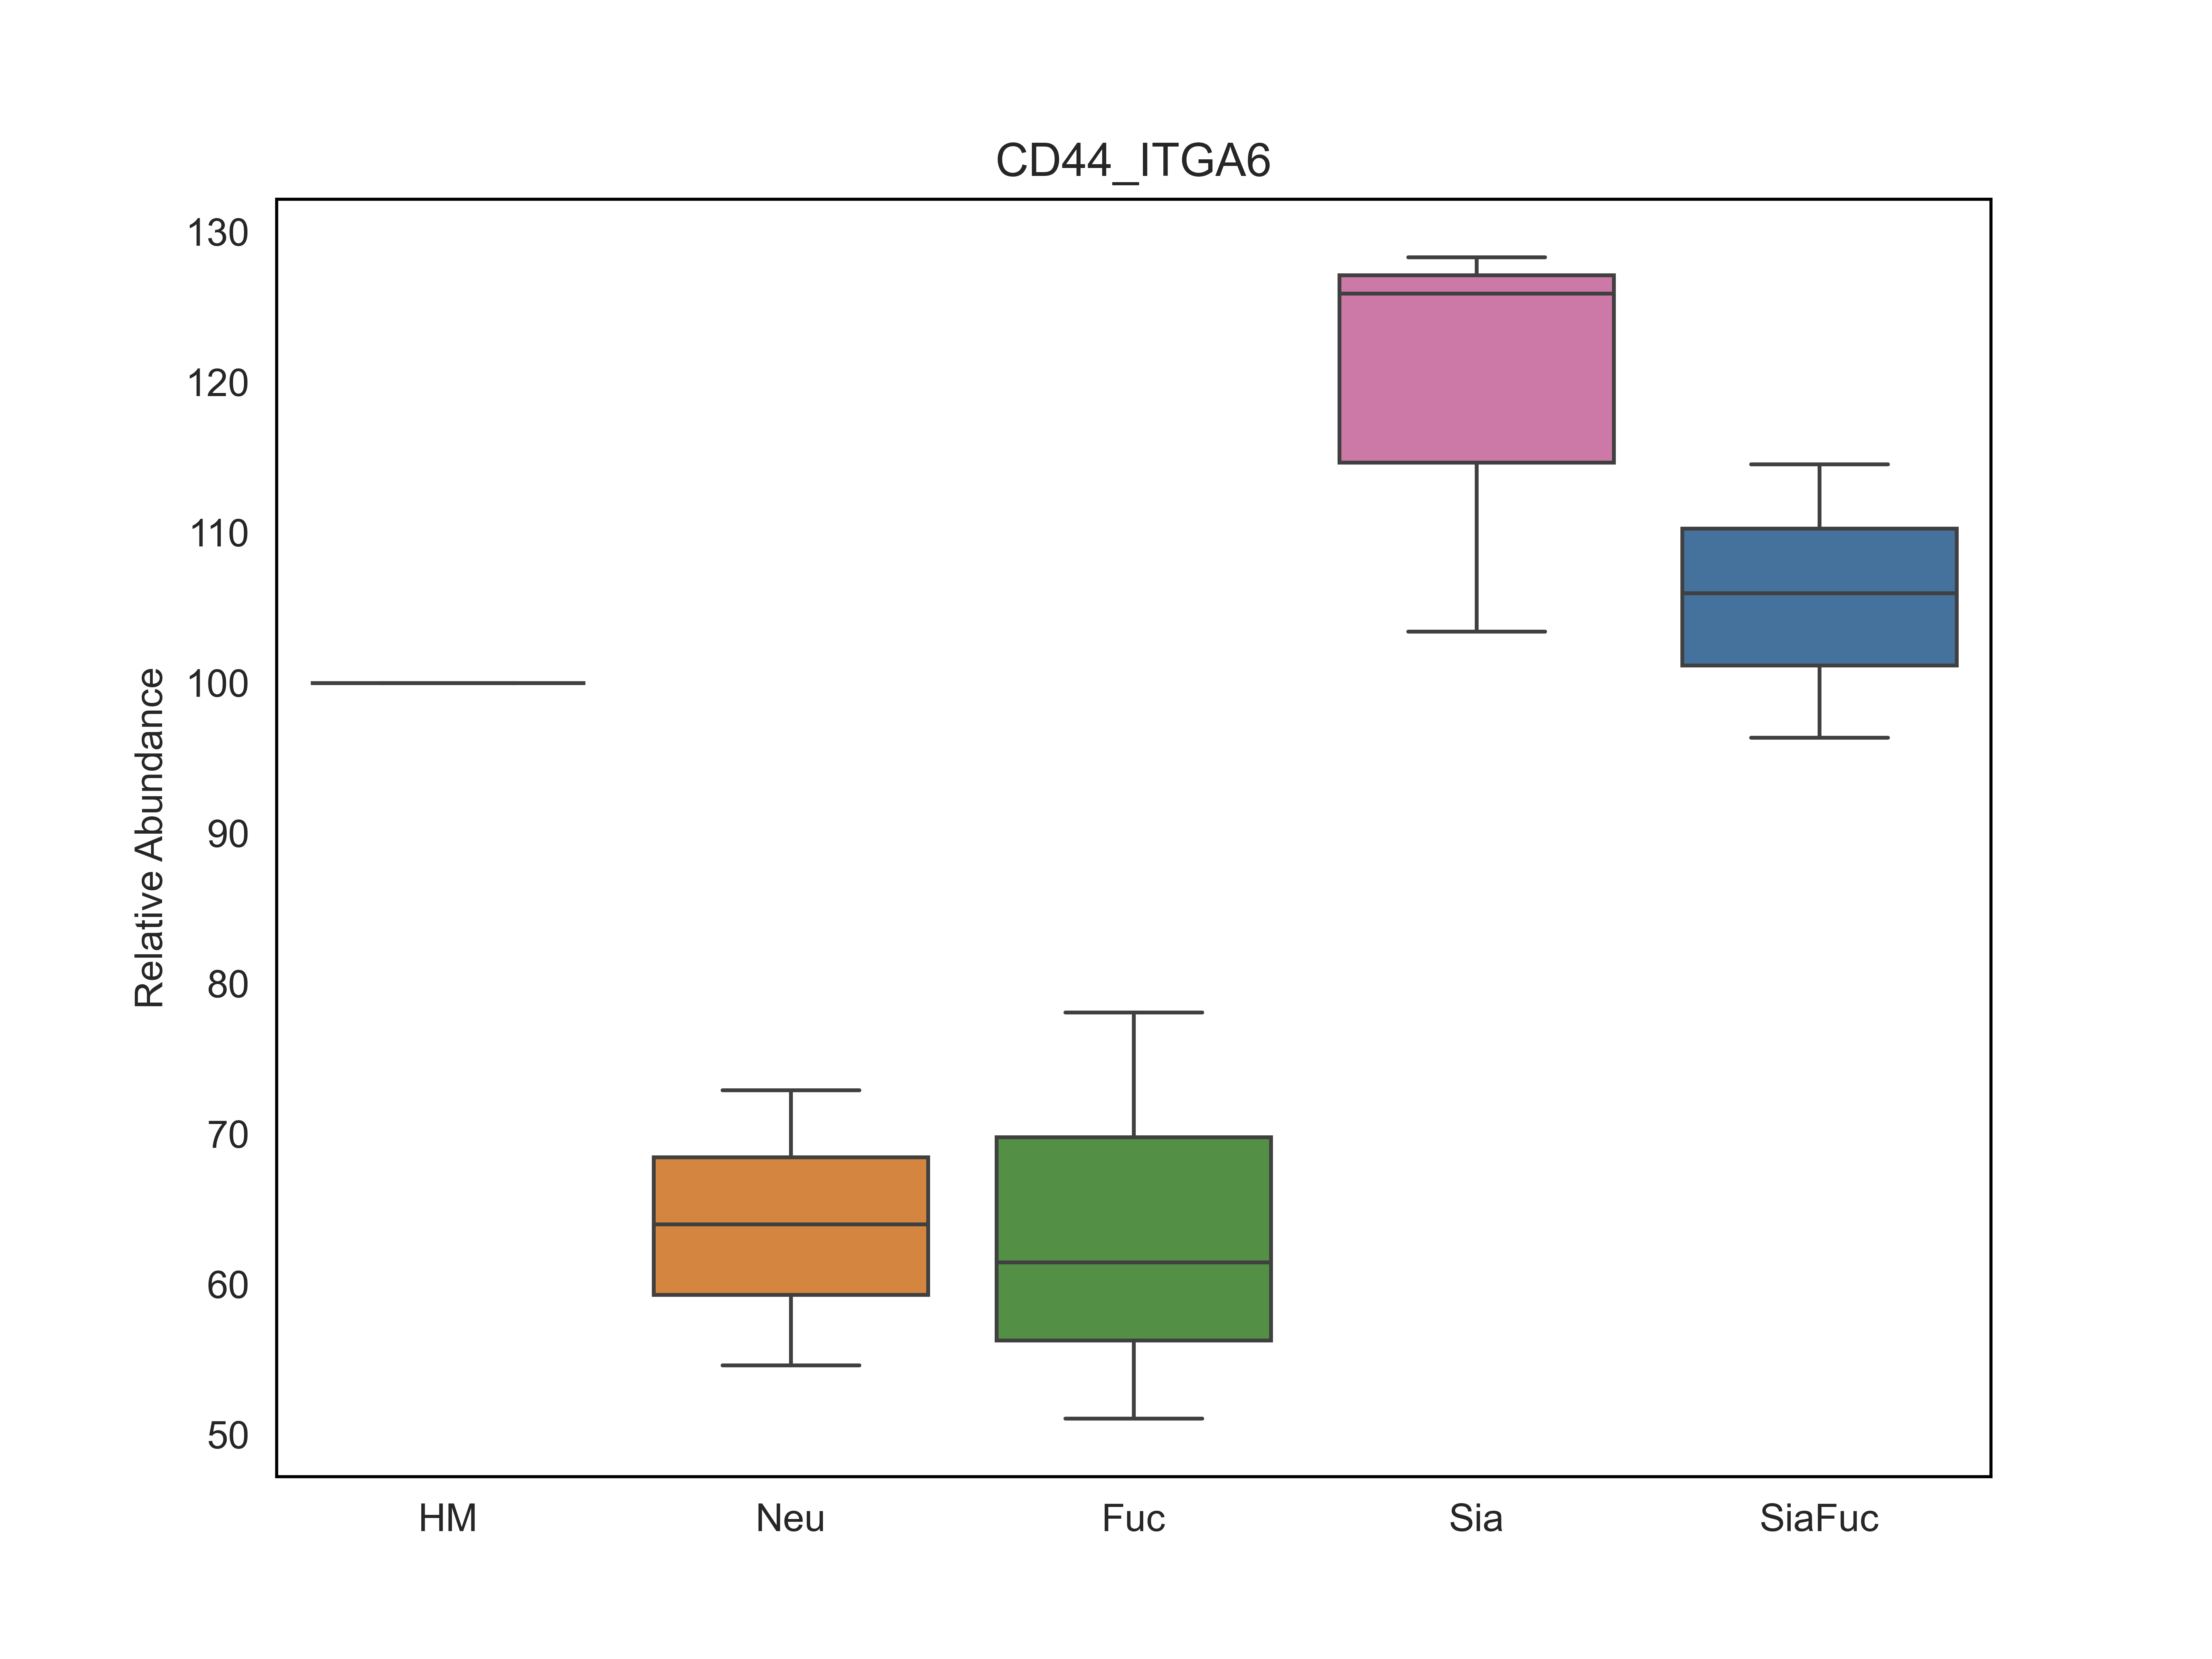 CD44_ITGA6
130
120
110
100
90
80
70
60
50
Relative Abundance
HM
Neu
Fuc
Sia
SiaFuc